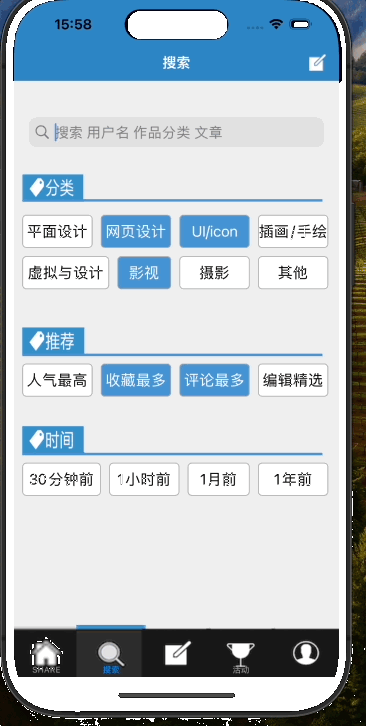 15:58
搜索
搜索 用户名 作品分类 文章
分类
平面设计 网页设计 UI/icon 插画/手绘
虚拟与设计 影视 摄影 其他
推荐
人气最高 收藏最多 评论最多 编辑精选
时间
30分钟前 1小时前 1月前 1年前
SHARE 搜索 活动